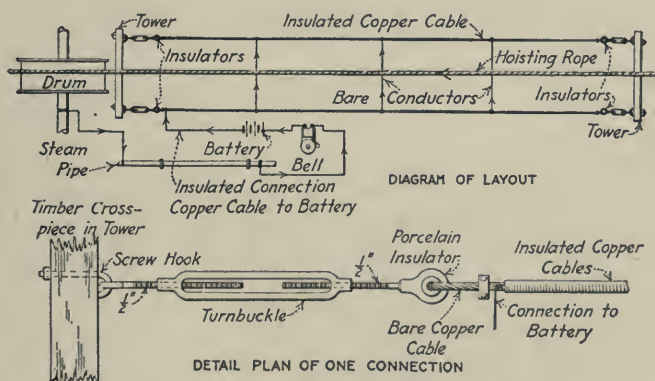 Tower
Insulated Copper Cable
Insulators
Hoisting Rope
Drum
Bare Conductors
Insulators
Battery
Tower
Steam
Pipe
Bell
Insulated Connection
Copper Cable to Battery
DIAGRAM OF LAYOUT
Timber Cross-
piece in Tower
Screw Hook
Porcelain
Insulator
Insulated Copper
Cables
1/2"
1/2"
Turnbuckle
Bare Copper
Cable
Connection to
Battery
DETAIL PLAN OF ONE CONNECTION